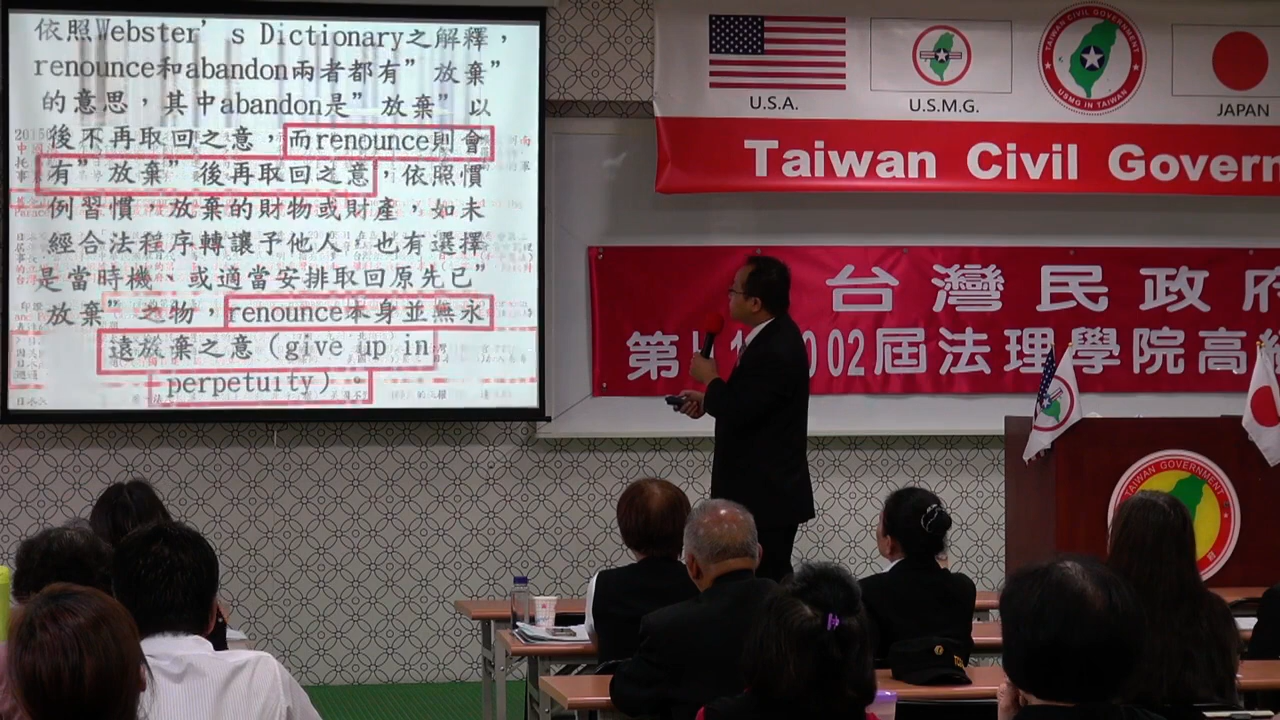 依照Webster's Dictionary之解釋，
renounce和abandon兩者都有"放棄"
的意思，其中abandon是"放棄"以
後不再取回之意，而renounce則會
有"放棄"後再取回之意，依照慣
例習慣，放棄的財物或財產，如未
經合法程序轉讓予他人，也有選擇
是當時機、或適當安排取回原先已"
放棄"之物，renounce本身並無永
遠放棄之意（give up in
perpetuity）。
U.S.A.
U.S.M.G.
TAIWAN CIVIL GOVERNMENT
USMG IN TAIWAN
JAPAN
Taiwan Civil Govern
台灣民政府
第 02屆法理學院高
TAIWAN GOVERNMENT